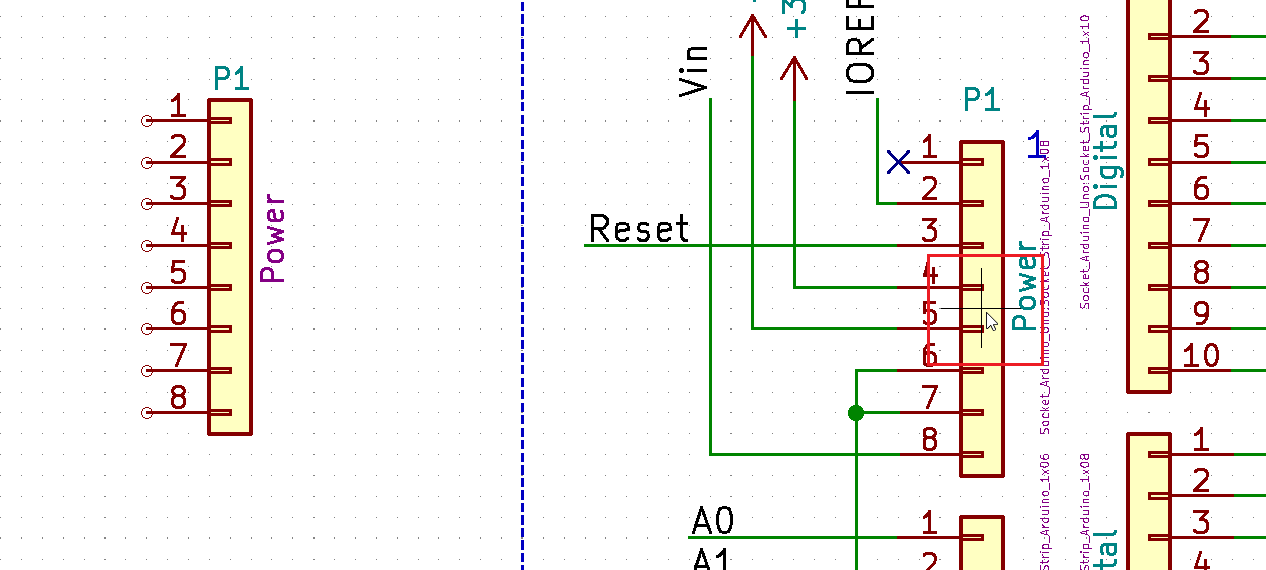 P1
1
2
3
4
5
6
7
8
Power
Vin
+3
IOREF
Reset
P1
1
1
2
3
4
5
6
7
8
Power
Socket_Arduino_Uno:Socket_Strip_Arduino_1x08
Socket_Arduino_Uno:Socket_Strip_Arduino_1x10
Digital
2
3
4
5
6
7
8
9
10
A0
A1
1
2
Strip_Arduino_1x06
Strip_Arduino_1x08
tal
1
2
3
4